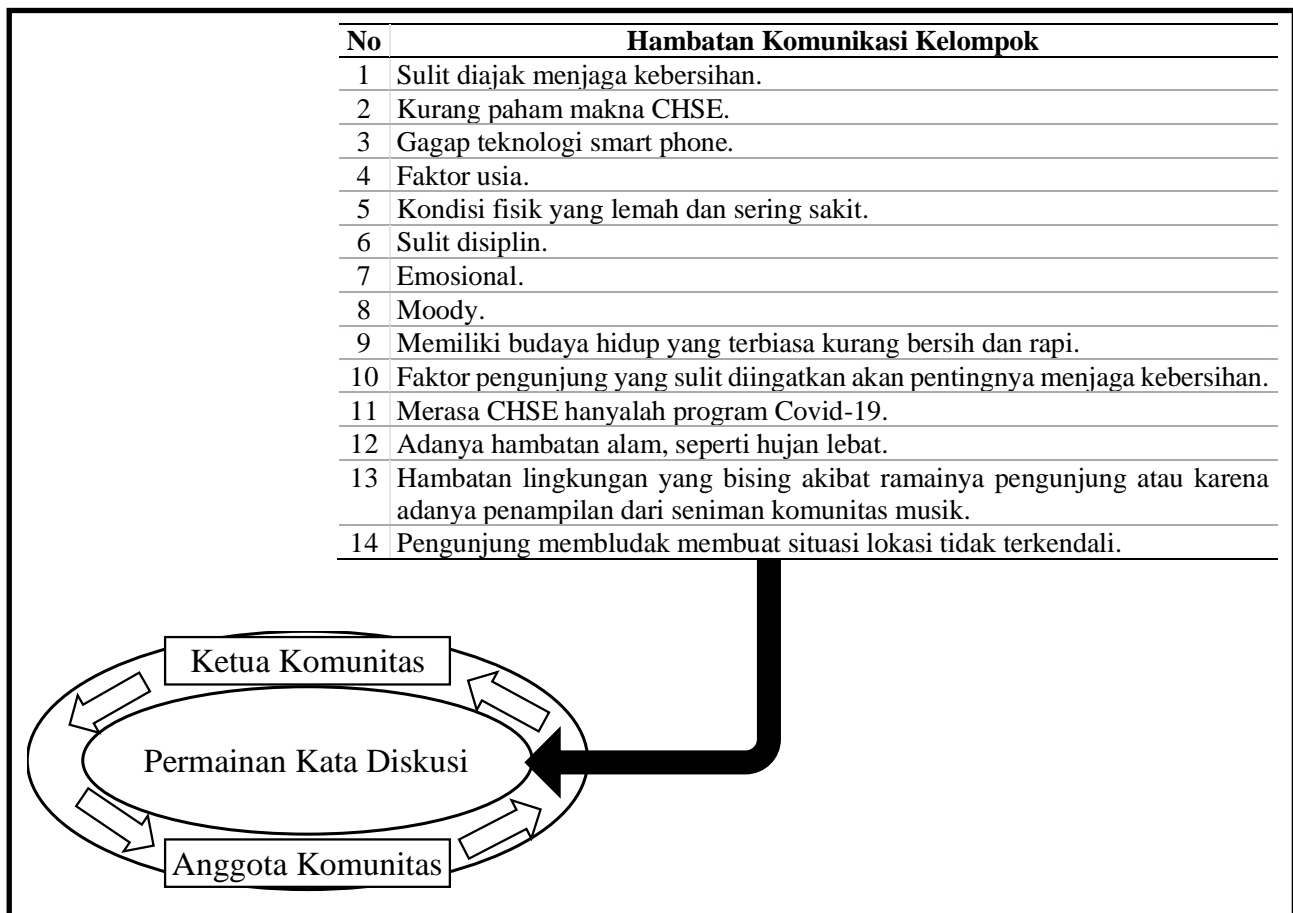 No Hambatan Komunikasi Kelompok
1 Sulit diajak menjaga kebersihan.
2 Kurang paham makna CHSE.
3 Gagap teknologi smart phone.
4 Faktor usia.
5 Kondisi fisik yang lemah dan sering sakit.
6 Sulit disiplin.
7 Emosional.
8 Moody.
9 Memiliki budaya hidup yang terbiasa kurang bersih dan rapi.
10 Faktor pengunjung yang sulit diingatkan akan pentingnya menjaga kebersihan.
11 Merasa CHSE hanyalah program Covid-19.
12 Adanya hambatan alam, seperti hujan lebat.
13 Hambatan lingkungan yang bising akibat ramainya pengunjung atau karena
adanya penampilan dari seniman komunitas musik.
14 Pengunjung membludak membuat situasi lokasi tidak terkendali.
Ketua Komunitas
Permainan Kata Diskusi
Anggota Komunitas